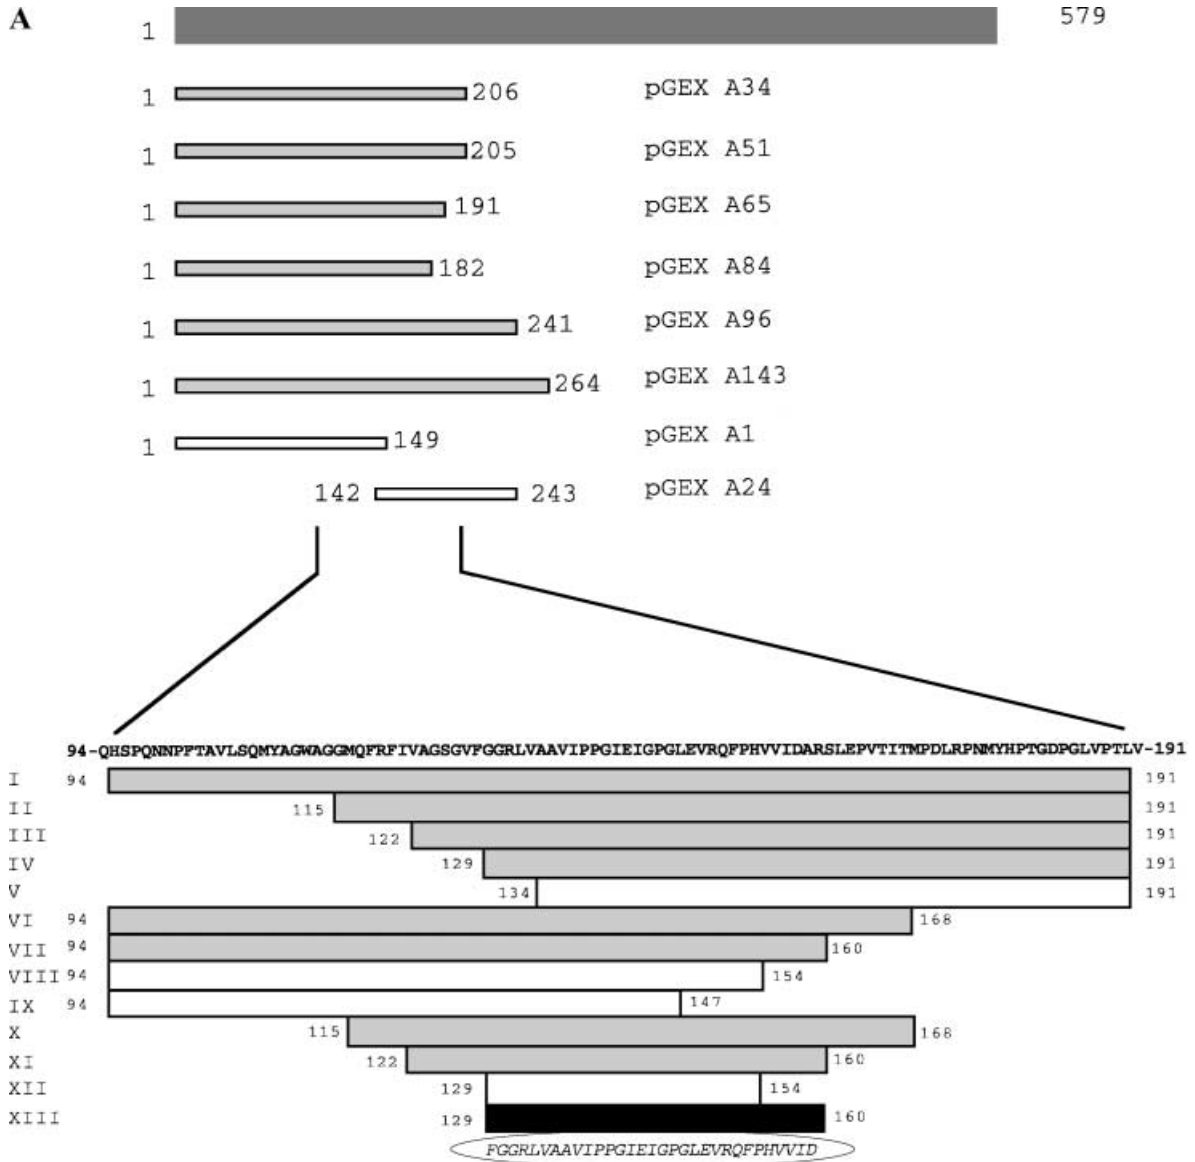 A
1 579
1 206 pGEX A34
1 205 pGEX A51
1 191 pGEX A65
1 182 pGEX A84
1 241 pGEX A96
1 264 pGEX A143
1 149 pGEX A1
142 243 pGEX A24
94-QHSPQNNPFTAVLSQMYAGWAGGMQFRFIVAGSGVFGGRLVAAVIPPGIEIGPGLEVRQFPHVVIDARSLEPVTITMPDLRPNMYHPTGDPGLVPTLV-191
I 94 191
II 115 191
III 122 191
IV 129 191
V 134 191
VI 94 168
VII 94 160
VIII 94 154
IX 94 147
X 115 168
XI 122 160
XII 129 154
XIII 129 160
FGGRLVAAVIPPGIEIGPGLEVRQFPHVVID